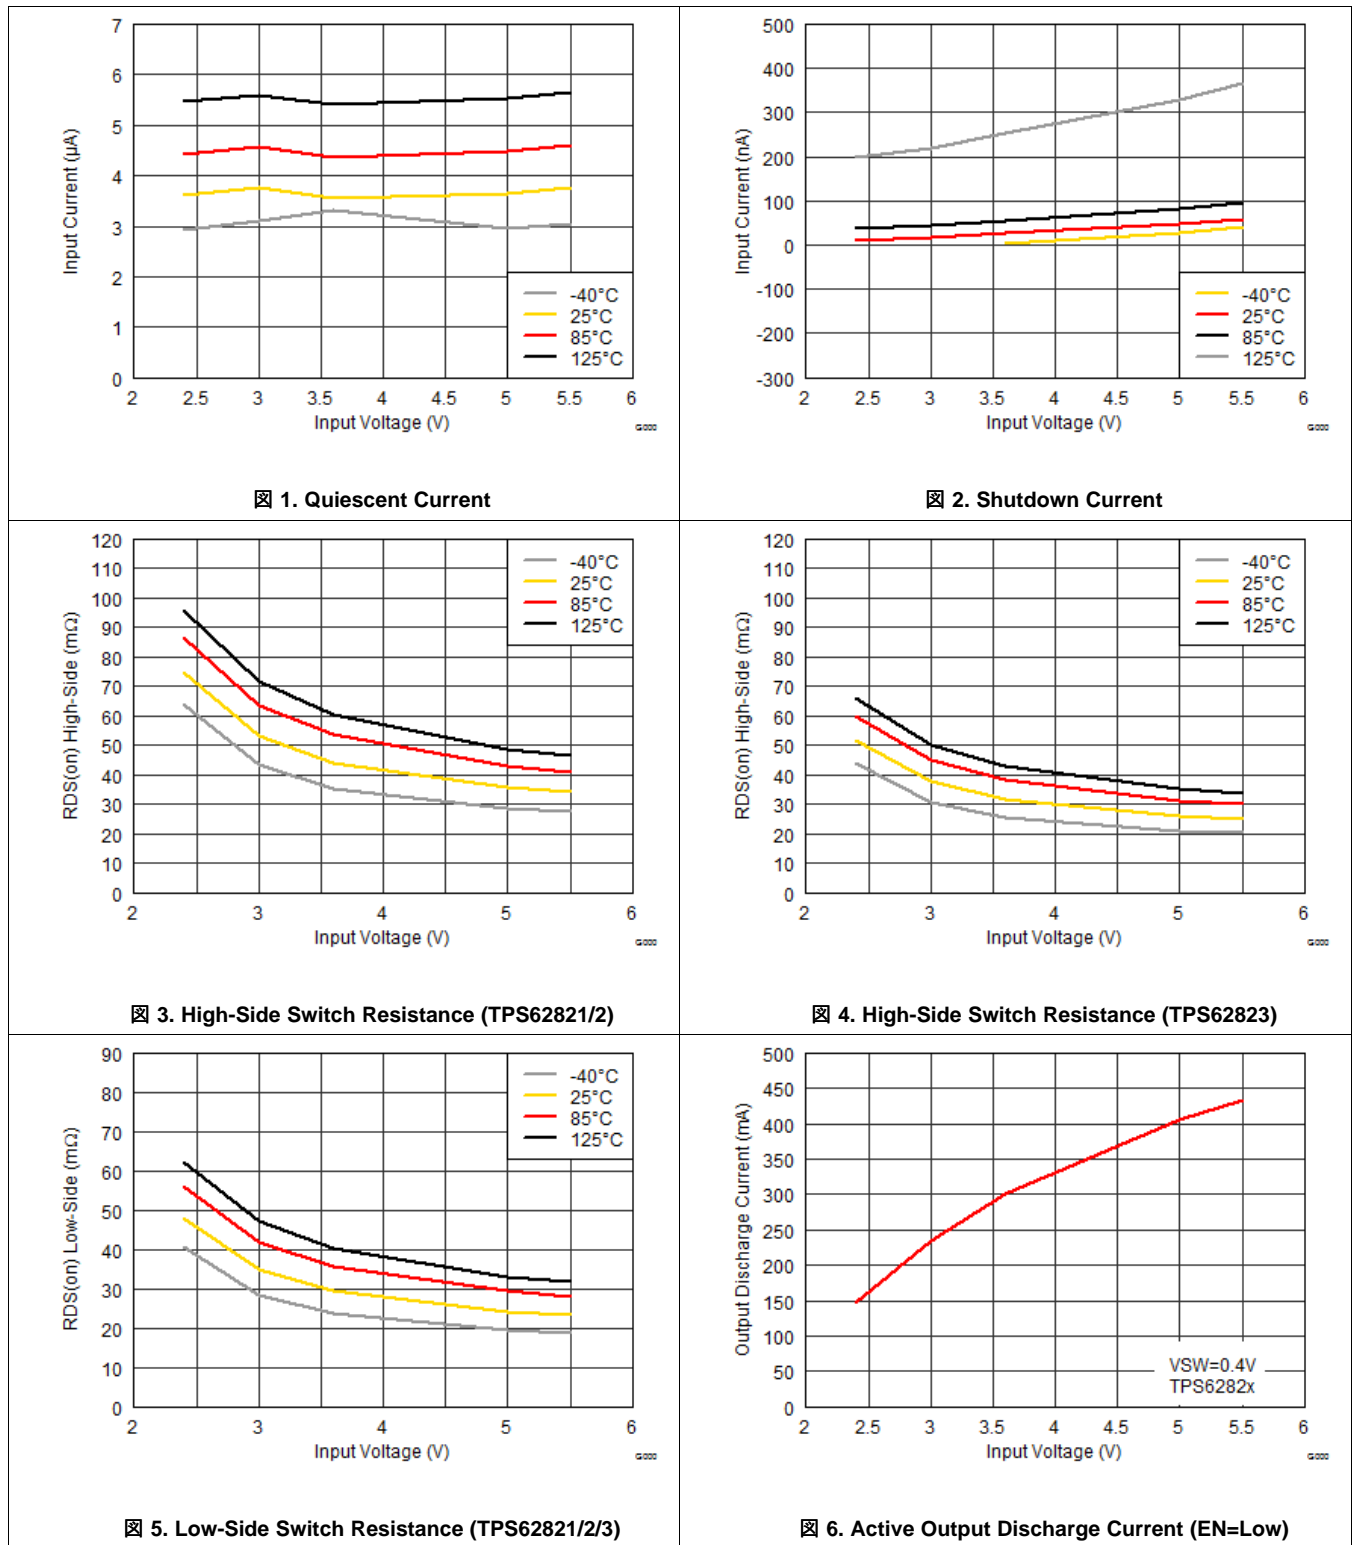 7
6
5
4
3
2
1
0
Input Current (µA)
-40°C
25°C
85°C
125°C
2 2.5 3 3.5 4 4.5 5 5.5 6
Input Voltage (V)
図 1. Quiescent Current
500
400
300
200
100
0
-100
-200
-300
Input Current (nA)
-40°C
25°C
85°C
125°C
2 2.5 3 3.5 4 4.5 5 5.5 6
Input Voltage (V)
図 2. Shutdown Current
120
110
100
90
80
70
60
50
40
30
20
10
0
RDS(on) High-Side (mΩ)
-40°C
25°C
85°C
125°C
2 3 4 5 6
Input Voltage (V)
図 3. High-Side Switch Resistance (TPS62821/2)
120
110
100
90
80
70
60
50
40
30
20
10
0
RDS(on) High-Side (mΩ)
-40°C
25°C
85°C
125°C
2 3 4 5 6
Input Voltage (V)
図 4. High-Side Switch Resistance (TPS62823)
90
80
70
60
50
40
30
20
10
0
RDS(on) Low-Side (mΩ)
-40°C
25°C
85°C
125°C
2 3 4 5 6
Input Voltage (V)
図 5. Low-Side Switch Resistance (TPS62821/2/3)
500
450
400
350
300
250
200
150
100
50
0
Output Discharge Current (mA)
VSW=0.4V
TPS6282x
2 2.5 3 3.5 4 4.5 5 5.5 6
Input Voltage (V)
図 6. Active Output Discharge Current (EN=Low)